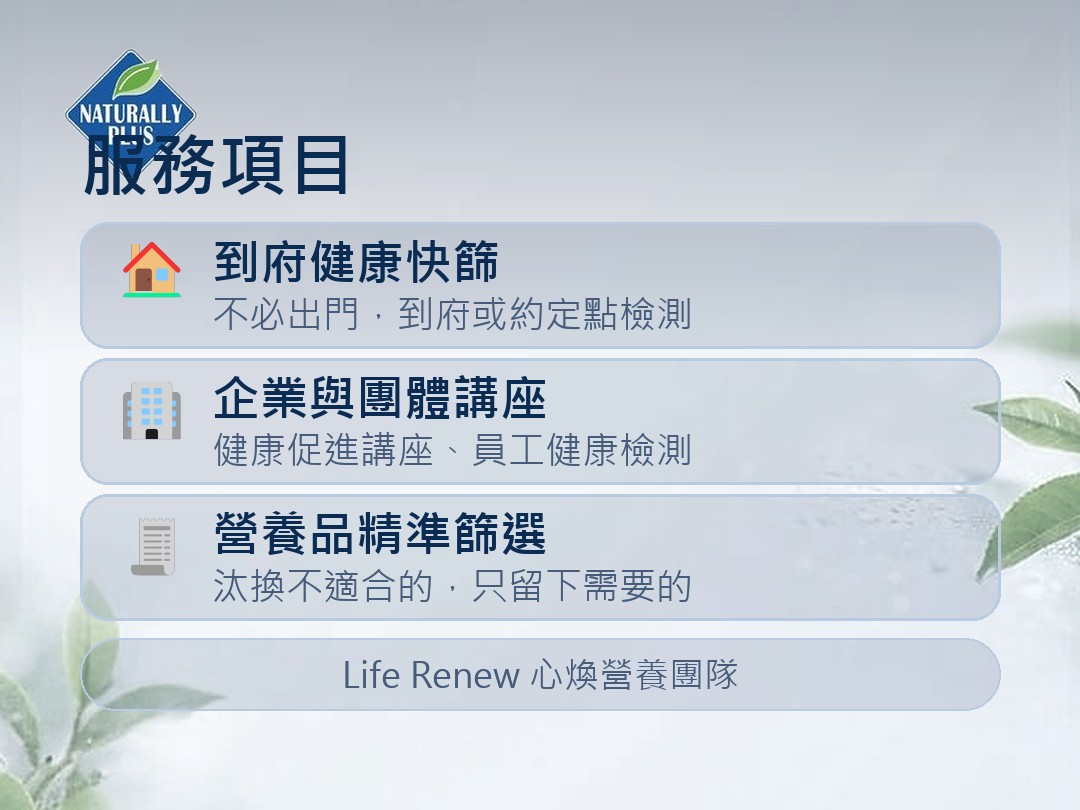 NATURALLY
PLUS
服務項目
到府健康快篩
不必出門，到府或約定點檢測
企業與團體講座
健康促進講座、員工健康檢測
營養品精準篩選
汰換不適合的，只留下需要的
Life Renew 心煥營養團隊